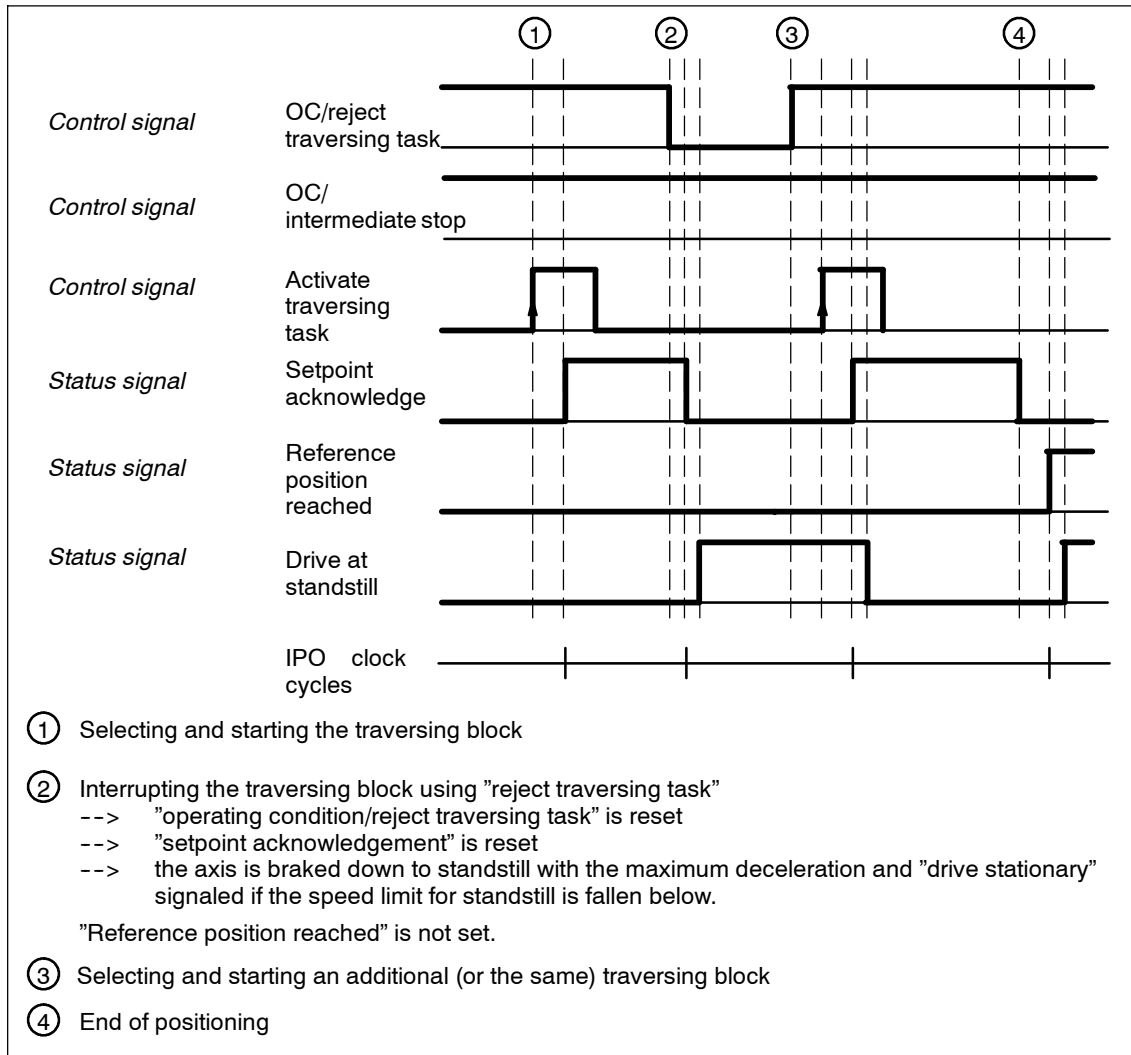 ① ② ③ ④
Control signal
OC/reject
traversing task
Control signal
OC/
intermediate stop
Control signal
Activate
traversing
task
Status signal
Setpoint
acknowledge
Status signal
Reference
position
reached
Status signal
Drive at
standstill
IPO clock
cycles
① Selecting and starting the traversing block
② Interrupting the traversing block using ”reject traversing task”
--> ”operating condition/reject traversing task” is reset
--> ”setpoint acknowledgement” is reset
--> the axis is braked down to standstill with the maximum deceleration and ”drive stationary”
signaled if the speed limit for standstill is fallen below.
”Reference position reached” is not set.
③ Selecting and starting an additional (or the same) traversing block
④ End of positioning